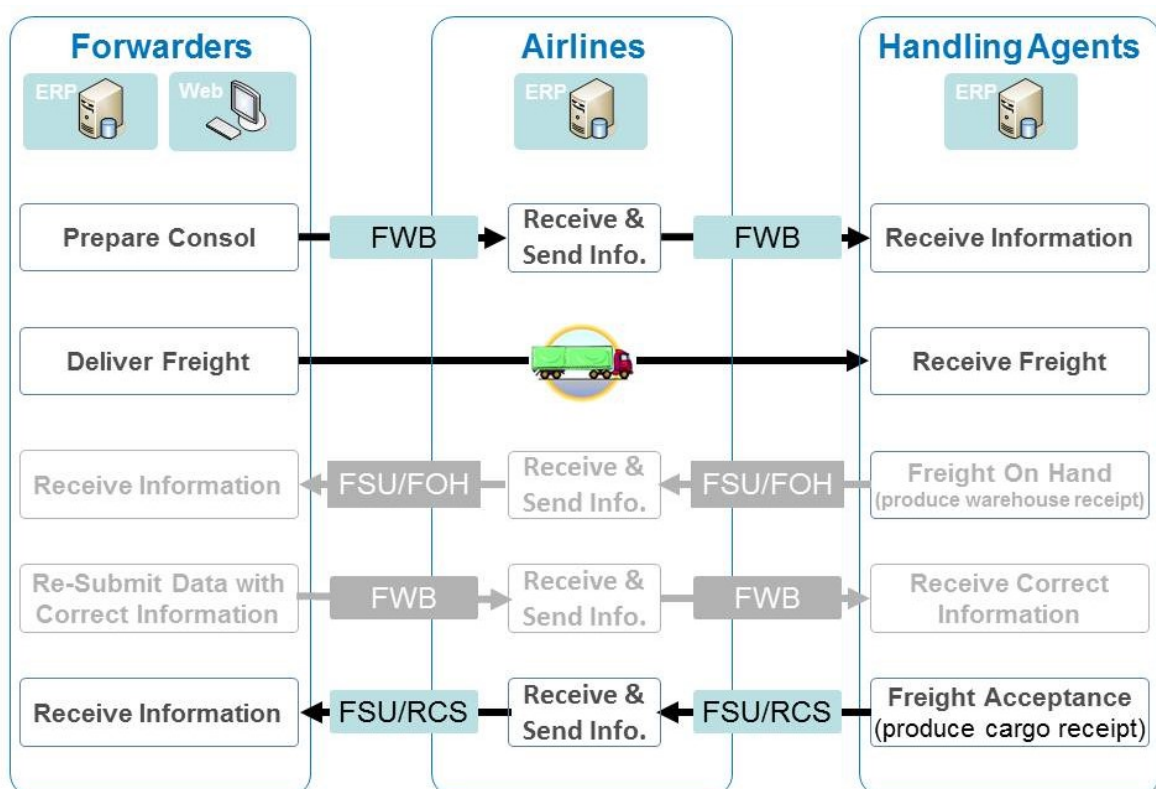 Forwarders
Airlines
Handling Agents
ERP
Web
ERP
ERP
Prepare Consol
FWB
Receive &
Send Info.
FWB
Receive Information
Deliver Freight
Receive Freight
Receive Information
FSU/FOH
Receive &
Send Info.
FSU/FOH
Freight On Hand
(produce warehouse receipt)
Re-Submit Data with
Correct Information
FWB
Receive &
Send Info.
FWB
Receive Correct
Information
Receive Information
FSU/RCS
Receive &
Send Info.
FSU/RCS
Freight Acceptance
(produce cargo receipt)